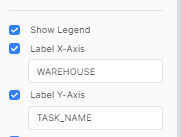 Show Legend
Label X-Axis
WAREHOUSE
Label Y-Axis
TASK_NAME